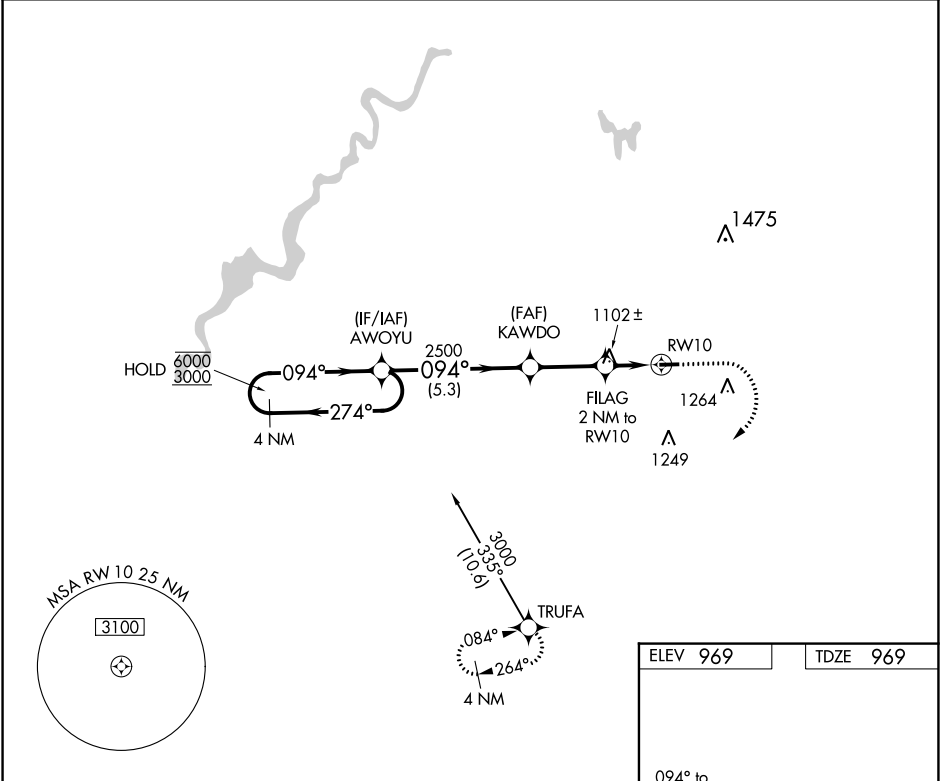 1475
(IF/IAF)
AWOYU
(FAF)
KAWDO
1102 ±
RW10
HOLD
6000
3000
094°
2500
094°
(5.3)
274°
4 NM
FILAG
2 NM to
RW10
1264
1249
3000
335°
(10.6)
TRUFA
084°
264°
4 NM
MSA RW 10 25 NM
3100
ELEV 969
TDZE 969
094° to